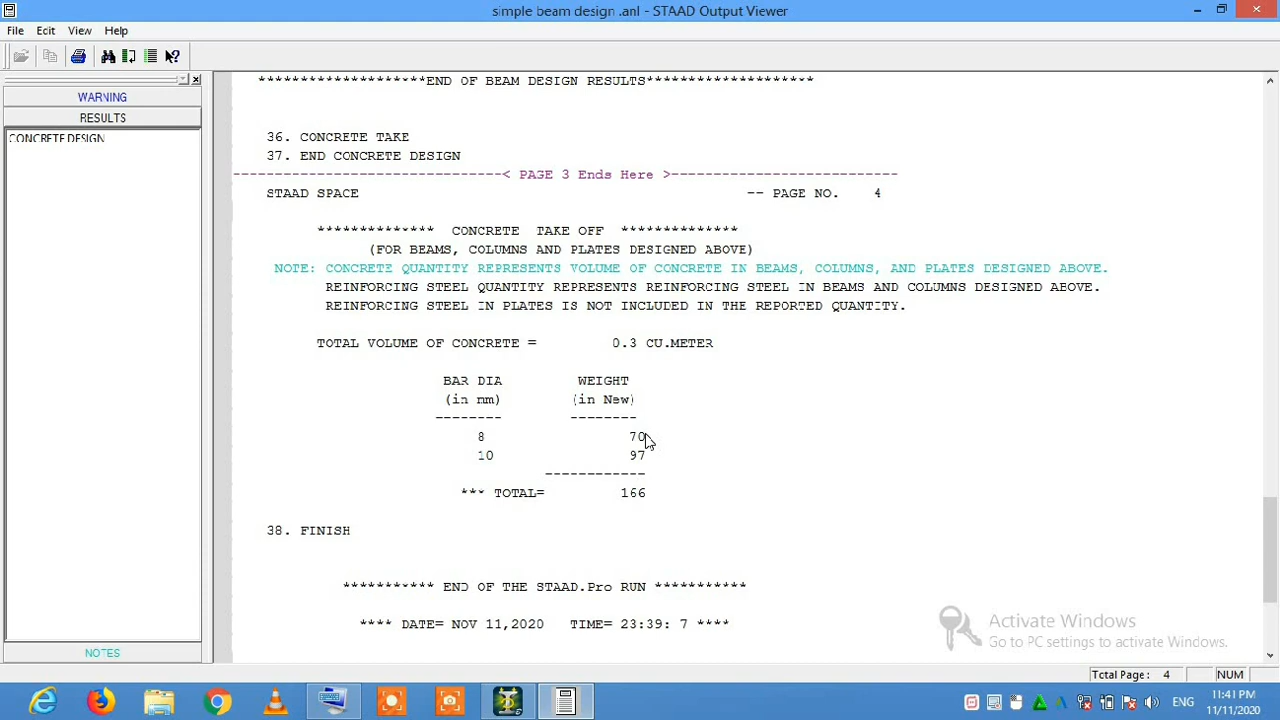 simple beam design .anl - STAAD Output Viewer
File Edit View Help
WARNING
RESULTS
CONCRETE DESIGN
NOTES
********************END OF BEAM DESIGN RESULTS********************
36. CONCRETE TAKE
37. END CONCRETE DESIGN
--------------------------------< PAGE 3 Ends Here >---------------------------
STAAD SPACE -- PAGE NO. 4
************** CONCRETE TAKE OFF **************
(FOR BEAMS, COLUMNS AND PLATES DESIGNED ABOVE)
NOTE: CONCRETE QUANTITY REPRESENTS VOLUME OF CONCRETE IN BEAMS, COLUMNS, AND PLATES DESIGNED ABOVE.
REINFORCING STEEL QUANTITY REPRESENTS REINFORCING STEEL IN BEAMS AND COLUMNS DESIGNED ABOVE.
REINFORCING STEEL IN PLATES IS NOT INCLUDED IN THE REPORTED QUANTITY.
TOTAL VOLUME OF CONCRETE = 0.3 CU.METER
BAR DIA WEIGHT
(in mm) (in New)
------- --------
8 70
10 97
------------
*** TOTAL= 166
38. FINISH
*********** END OF THE STAAD.Pro RUN ***********
**** DATE= NOV 11,2020 TIME= 23:39: 7 ****
Activate Windows
Go to PC settings to activate Windows.
Total Page: 4 NUM
ENG 11:41 PM
11/11/2020